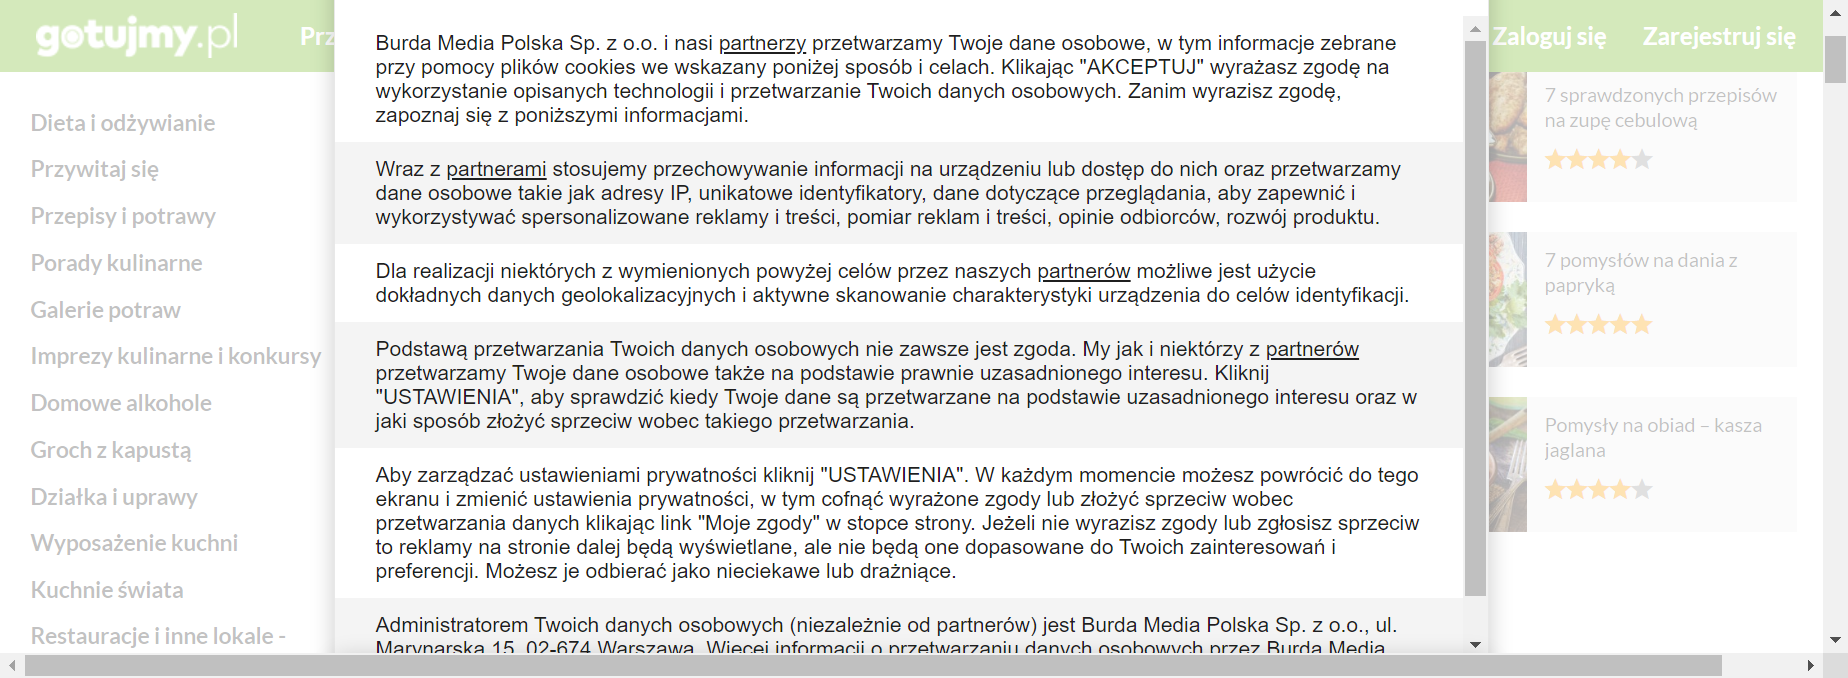 gotujmy.pl
Zaloguj się
Zarejestruj się
Dieta i odżywianie
Przywitaj się
Przepisy i potrawy
Porady kulinarne
Galerie potraw
Imprezy kulinarne i konkursy
Domowe alkohole
Groch z kapustą
Działka i uprawy
Wyposażenie kuchni
Kuchnie świata
Restauracje i inne lokale -
Burda Media Polska Sp. z o.o. i nasi partnerzy przetwarzamy Twoje dane osobowe, w tym informacje zebrane
przy pomocy plików cookies we wskazany poniżej sposób i celach. Klikając "AKCEPTUJ" wyrażasz zgodę na
wykorzystanie opisanych technologii i przetwarzanie Twoich danych osobowych. Zanim wyrazisz zgodę,
zapoznaj się z poniższymi informacjami.
Wraz z partnerami stosujemy przechowywanie informacji na urządzeniu lub dostęp do nich oraz przetwarzamy
dane osobowe takie jak adresy IP, unikatowe identyfikatory, dane dotyczące przeglądania, aby zapewnić i
wykorzystywać spersonalizowane reklamy i treści, pomiar reklam i treści, opinie odbiorców, rozwój produktu.
Dla realizacji niektórych z wymienionych powyżej celów przez naszych partnerów możliwe jest użycie
dokładnych danych geolokalizacyjnych i aktywne skanowanie charakterystyki urządzenia do celów identyfikacji.
Podstawą przetwarzania Twoich danych osobowych nie zawsze jest zgoda. My jak i niektórzy z partnerów
przetwarzamy Twoje dane osobowe także na podstawie prawnie uzasadnionego interesu. Kliknij
"USTAWIENIA", aby sprawdzić kiedy Twoje dane są przetwarzane na podstawie uzasadnionego interesu oraz w
jaki sposób złożyć sprzeciw wobec takiego przetwarzania.
Aby zarządzać ustawieniami prywatności kliknij "USTAWIENIA". W każdym momencie możesz powrócić do tego
ekranu i zmienić ustawienia prywatności, w tym cofnąć wyrażone zgody lub złożyć sprzeciw wobec
przetwarzania danych klikając link "Moje zgody" w stopce strony. Jeżeli nie wyrazisz zgody lub zgłosisz sprzeciw
to reklamy na stronie dalej będą wyświetlane, ale nie będą one dopasowane do Twoich zainteresowań i
preferencji. Możesz je odbierać jako nieciekawe lub drażniące.
Administratorem Twoich danych osobowych (niezależnie od partnerów) jest Burda Media Polska Sp. z o.o., ul.
Marynarska 15, 02-674 Warszawa. Więcej informacji o przetwarzaniu danych osobowych przez Burda Media
7 sprawdzonych przepisów
na zupę cebulową
7 pomysłów na dania z
papryką
Pomysły na obiad – kasza
jaglana